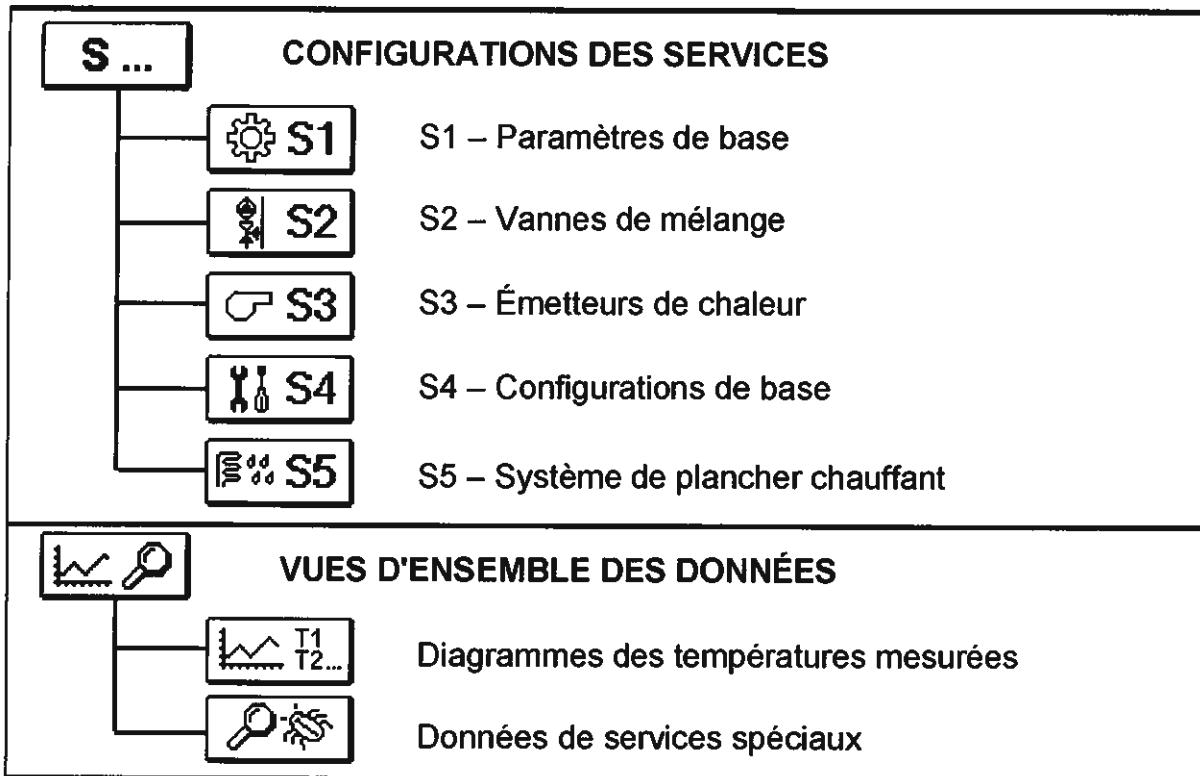 S ... CONFIGURATIONS DES SERVICES
S1 S1 – Paramètres de base
S2 S2 – Vannes de mélange
S3 S3 – Émetteurs de chaleur
S4 S4 – Configurations de base
S5 S5 – Système de plancher chauffant
VUES D'ENSEMBLE DES DONNÉES
T1
T2... Diagrammes des températures mesurées
Données de services spéciaux